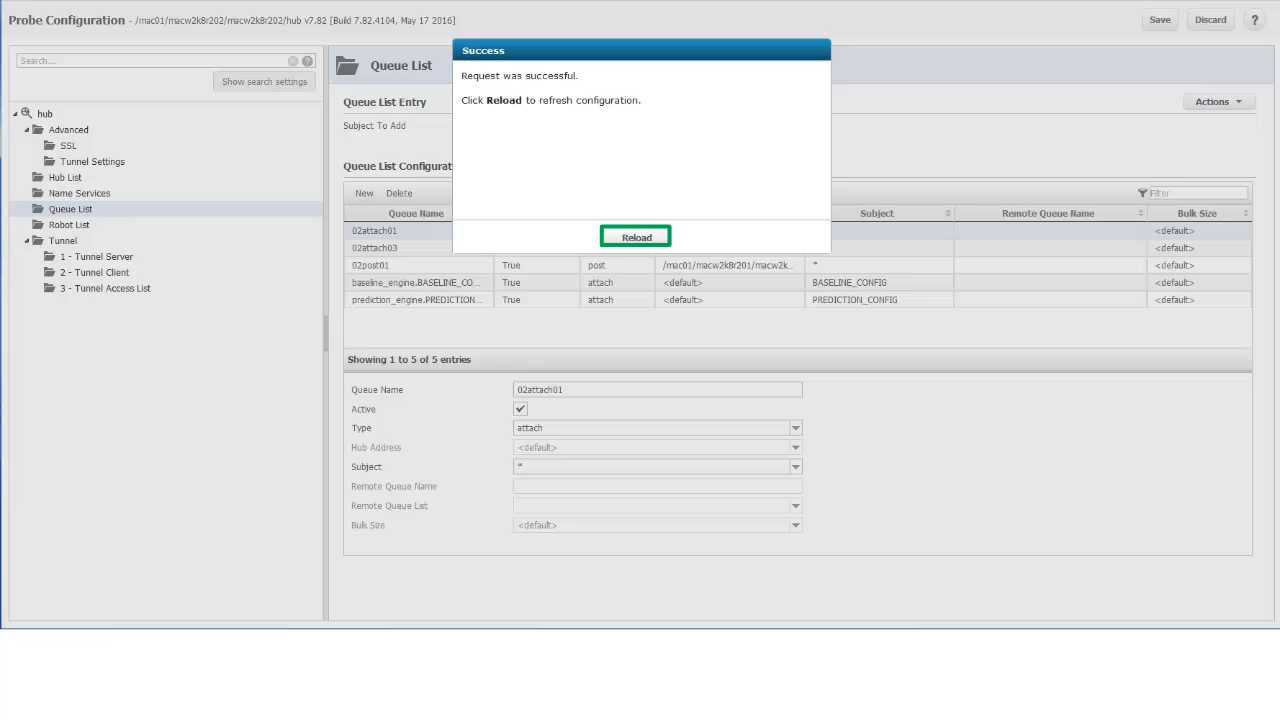 Probe Configuration - /mac01/macw2k8r202/macw2k8r202/hub v7.82 [Build 7.82.4104, May 17 2016]
Save Discard ?
Search...
Show search settings
hub
Advanced
SSL
Tunnel Settings
Hub List
Name Services
Queue List
Robot List
Tunnel
1 - Tunnel Server
2 - Tunnel Client
3 - Tunnel Access List
Queue List
Queue List Entry
Actions
Subject To Add
Queue List Configurat
Success
Request was successful.
Click Reload to refresh configuration.
Reload
New Delete Filter
Queue Name Subject Remote Queue Name Bulk Size
02attach01 <default>
02attach03 <default>
02post01 True post /mac01/macw2k8r201/macw2k... * <default>
baseline_engine.BASELINE_CO... True attach <default> BASELINE_CONFIG <default>
prediction_engine.PREDICTION... True attach <default> PREDICTION_CONFIG <default>
Showing 1 to 5 of 5 entries
Queue Name 02attach01
Active
Type attach
Hub Address <default>
Subject *
Remote Queue Name
Remote Queue List
Bulk Size <default>